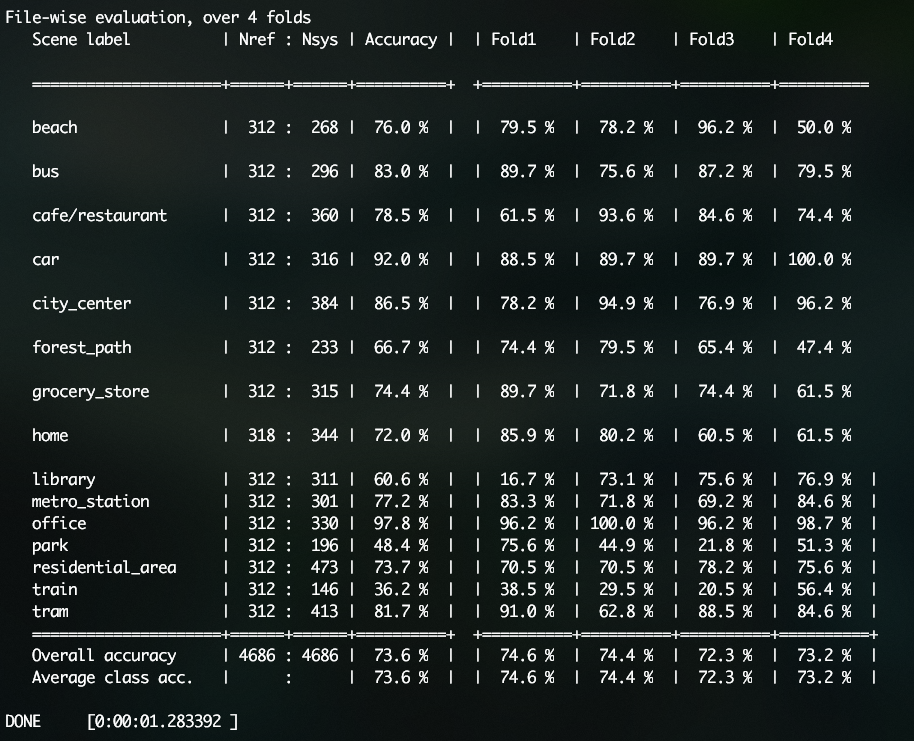 File-wise evaluation, over 4 folds
Scene label | Nref : Nsys | Accuracy | | Fold1 | Fold2 | Fold3 | Fold4
=====================+======+======+==========+ +==========+==========+==========+==========
beach | 312 : 268 | 76.0 % | | 79.5 % | 78.2 % | 96.2 % | 50.0 %
bus | 312 : 296 | 83.0 % | | 89.7 % | 75.6 % | 87.2 % | 79.5 %
cafe/restaurant | 312 : 360 | 78.5 % | | 61.5 % | 93.6 % | 84.6 % | 74.4 %
car | 312 : 316 | 92.0 % | | 88.5 % | 89.7 % | 89.7 % | 100.0 %
city_center | 312 : 384 | 86.5 % | | 78.2 % | 94.9 % | 76.9 % | 96.2 %
forest_path | 312 : 233 | 66.7 % | | 74.4 % | 79.5 % | 65.4 % | 47.4 %
grocery_store | 312 : 315 | 74.4 % | | 89.7 % | 71.8 % | 74.4 % | 61.5 %
home | 318 : 344 | 72.0 % | | 85.9 % | 80.2 % | 60.5 % | 61.5 %
library | 312 : 311 | 60.6 % | | 16.7 % | 73.1 % | 75.6 % | 76.9 % |
metro_station | 312 : 301 | 77.2 % | | 83.3 % | 71.8 % | 69.2 % | 84.6 % |
office | 312 : 330 | 97.8 % | | 96.2 % | 100.0 % | 96.2 % | 98.7 % |
park | 312 : 196 | 48.4 % | | 75.6 % | 44.9 % | 21.8 % | 51.3 % |
residential_area | 312 : 473 | 73.7 % | | 70.5 % | 70.5 % | 78.2 % | 75.6 % |
train | 312 : 146 | 36.2 % | | 38.5 % | 29.5 % | 20.5 % | 56.4 % |
tram | 312 : 413 | 81.7 % | | 91.0 % | 62.8 % | 88.5 % | 84.6 % |
=====================+======+======+==========+ +==========+==========+==========+==========+
Overall accuracy | 4686 : 4686 | 73.6 % | | 74.6 % | 74.4 % | 72.3 % | 73.2 % |
Average class acc. | : | 73.6 % | | 74.6 % | 74.4 % | 72.3 % | 73.2 % |
DONE [0:00:01.283392 ]